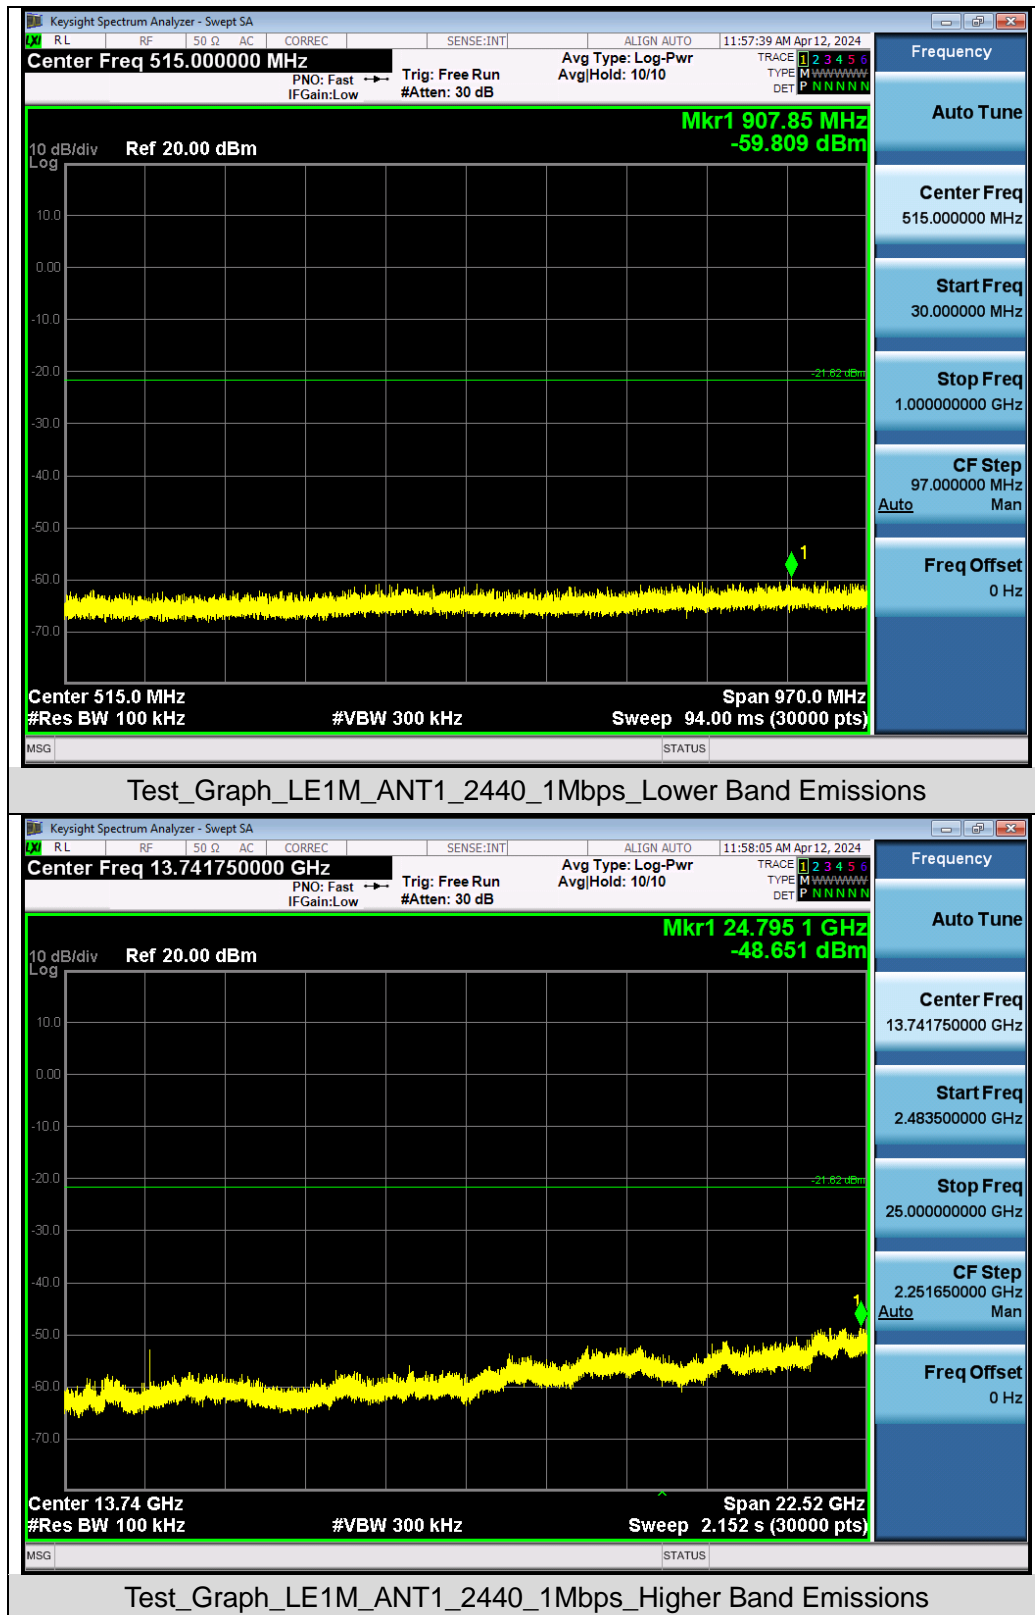 Keysight Spectrum Analyzer - Swept SA
LXI RL RF 50 Ω AC CORREC SENSE:INT ALIGN AUTO 11:57:39 AM Apr 12, 2024
Center Freq 515.000000 MHz
PNO: Fast
IFGain:Low
Trig: Free Run
#Atten: 30 dB
Avg Type: Log-Pwr
Avg|Hold: 10/10
TRACE 1 2 3 4 5 6
TYPE M WWWWW
DET P N N N N N
Mkr1 907.85 MHz
-59.809 dBm
10 dB/div Ref 20.00 dBm
Log
10.0
0.00
-10.0
-20.0
-21.62 dBm
-30.0
-40.0
-50.0
1
-60.0
-70.0
Center 515.0 MHz Span 970.0 MHz
#Res BW 100 kHz #VBW 300 kHz Sweep 94.00 ms (30000 pts)
MSG STATUS
Frequency
Auto Tune
Center Freq
515.000000 MHz
Start Freq
30.000000 MHz
Stop Freq
1.000000000 GHz
CF Step
97.000000 MHz
Auto Man
Freq Offset
0 Hz
Test_Graph_LE1M_ANT1_2440_1Mbps_Lower Band Emissions
Keysight Spectrum Analyzer - Swept SA
LXI RL RF 50 Ω AC CORREC SENSE:INT ALIGN AUTO 11:58:05 AM Apr 12, 2024
Center Freq 13.741750000 GHz
PNO: Fast
IFGain:Low
Trig: Free Run
#Atten: 30 dB
Avg Type: Log-Pwr
Avg|Hold: 10/10
TRACE 1 2 3 4 5 6
TYPE M WWWWW
DET P N N N N N
Mkr1 24.795 1 GHz
-48.651 dBm
10 dB/div Ref 20.00 dBm
Log
10.0
0.00
-10.0
-20.0
-21.62 dBm
-30.0
-40.0
1
-50.0
-60.0
-70.0
Center 13.74 GHz Span 22.52 GHz
#Res BW 100 kHz #VBW 300 kHz Sweep 2.152 s (30000 pts)
MSG STATUS
Frequency
Auto Tune
Center Freq
13.741750000 GHz
Start Freq
2.483500000 GHz
Stop Freq
25.000000000 GHz
CF Step
2.251650000 GHz
Auto Man
Freq Offset
0 Hz
Test_Graph_LE1M_ANT1_2440_1Mbps_Higher Band Emissions